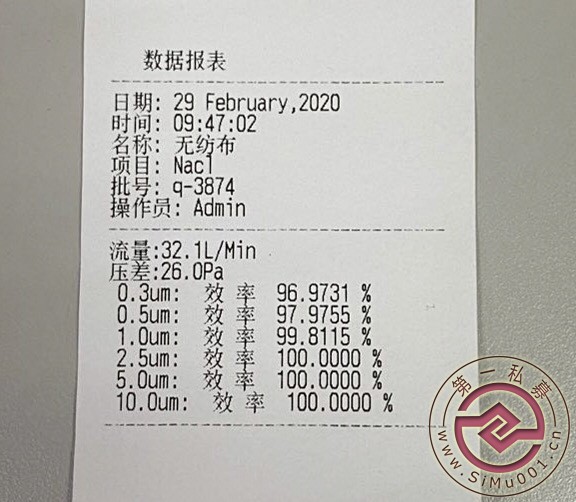 数据报表
日期: 29 February,2020
时间: 09:47:02
名称: 无纺布
项目: Nacl
批号: q-3874
操作员: Admin
流量:32.1L/Min
压差:26.0Pa
0.3um: 效 率 96.9731 %
0.5um: 效 率 97.9755 %
1.0um: 效 率 99.8115 %
2.5um: 效 率 100.0000 %
5.0um: 效 率 100.0000 %
10.0um: 效 率 100.0000 %
第一私募
www.SiMu001.cn